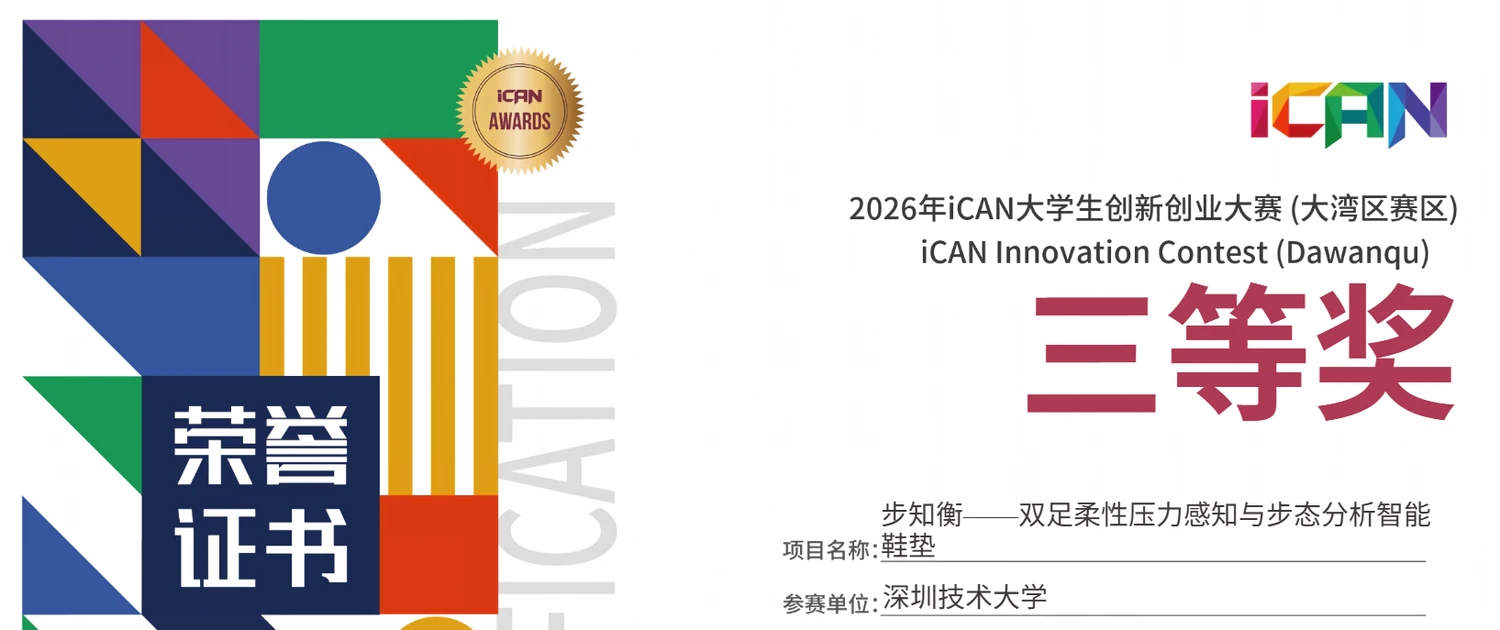 iCAN
AWARDS
iCAN
2026年iCAN大学生创新创业大赛 (大湾区赛区)
iCAN Innovation Contest (Dawanqu)
三等奖
荣誉
证书
FICATION
步知衡——双足柔性压力感知与步态分析智能
项目名称：鞋垫
参赛单位：深圳技术大学